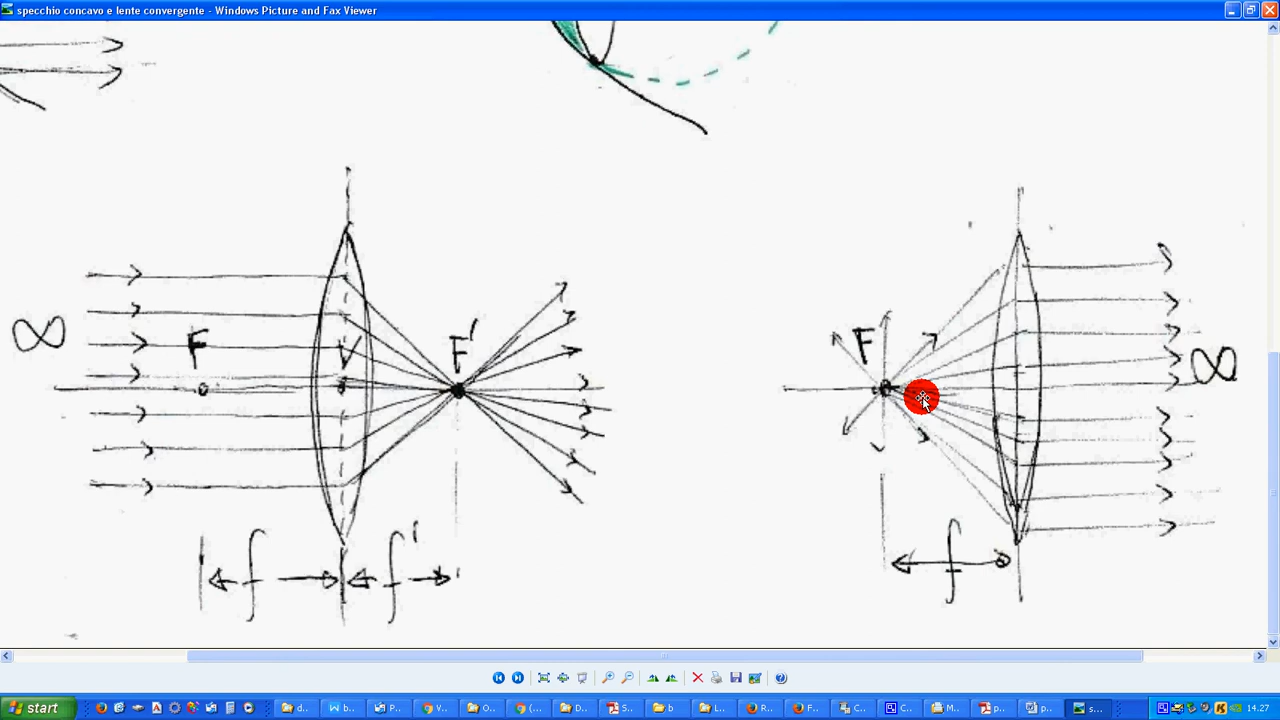 specchio concavo e lente convergente - Windows Picture and Fax Viewer
∞ F V F'
F ∞
f f'
f
start d... b... P... V... O... ( ... D... S... b L... R... F... C... C... M... p... p... s... 14.27